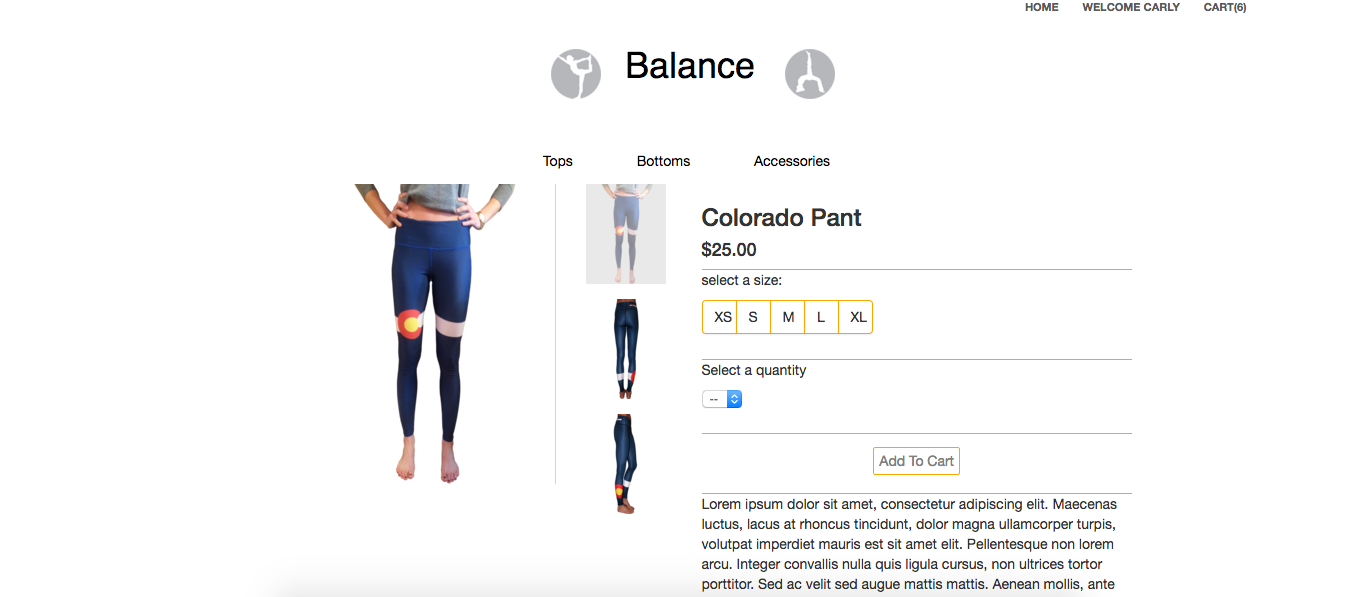 HOME WELCOME CARLY CART(6)
Balance
Tops Bottoms Accessories
Colorado Pant
$25.00
select a size:
XS S M L XL
Select a quantity
--
Add To Cart
Lorem ipsum dolor sit amet, consectetur adipiscing elit. Maecenas
luctus, lacus at rhoncus tincidunt, dolor magna ullamcorper turpis,
volutpat imperdiet mauris est sit amet elit. Pellentesque non lorem
arcu. Integer convallis nulla quis ligula cursus, non ultrices tortor
porttitor. Sed ac velit sed augue mattis mattis. Aenean mollis, ante